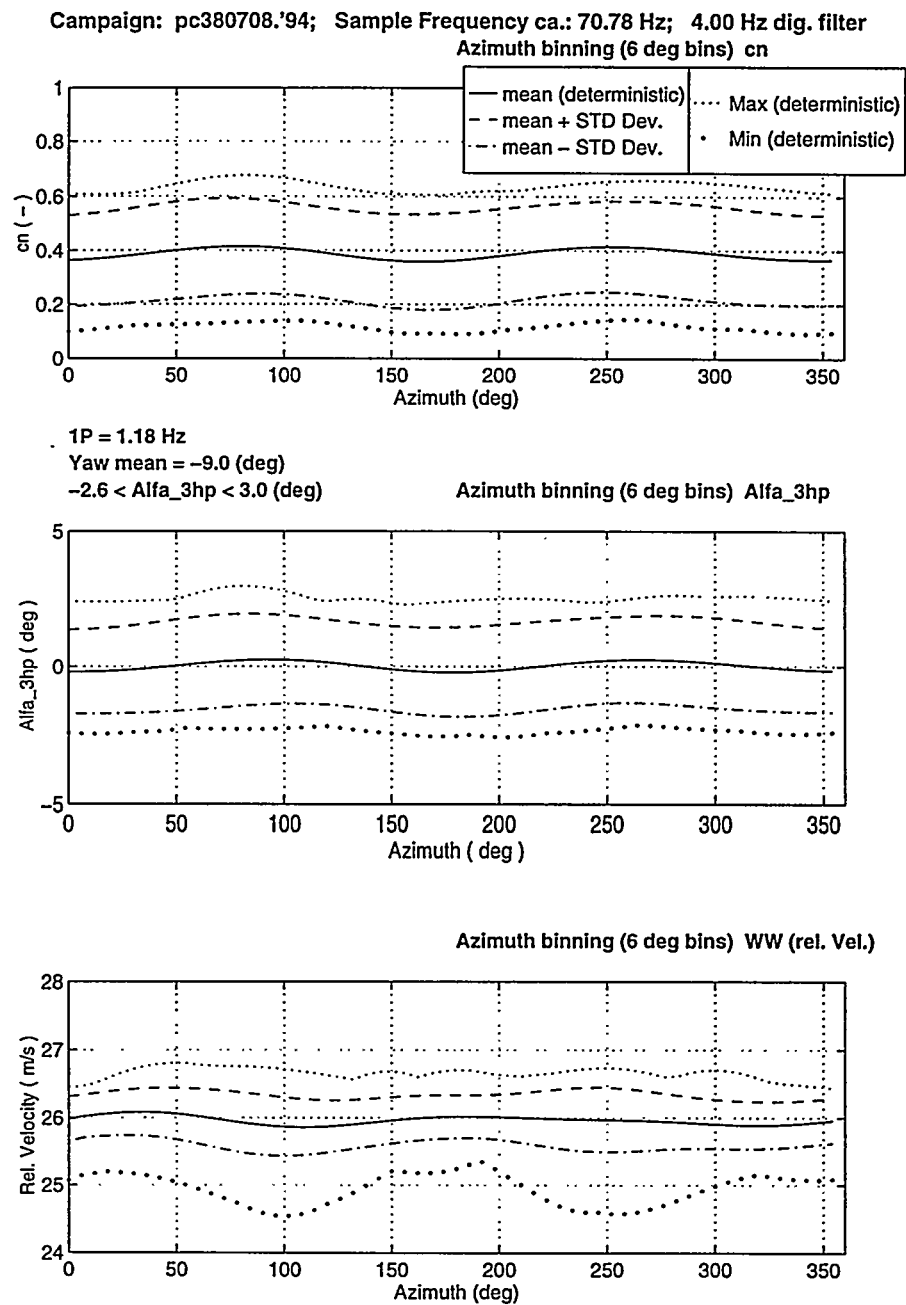 Campaign: pc380708.'94; Sample Frequency ca.: 70.78 Hz; 4.00 Hz dig. filter
Azimuth binning (6 deg bins) cn
mean (deterministic)
mean + STD Dev.
mean – STD Dev.
Max (deterministic)
Min (deterministic)
cn ( – )
1
0.8
0.6
0.4
0.2
0
0 50 100 150 200 250 300 350
Azimuth (deg)
1P = 1.18 Hz
Yaw mean = –9.0 (deg)
–2.6 < Alfa_3hp < 3.0 (deg)
Azimuth binning (6 deg bins) Alfa_3hp
Alfa_3hp ( deg )
5
0
–5
0 50 100 150 200 250 300 350
Azimuth ( deg )
Azimuth binning (6 deg bins) WW (rel. Vel.)
Rel. Velocity ( m/s )
28
27
26
25
24
0 50 100 150 200 250 300 350
Azimuth (deg)